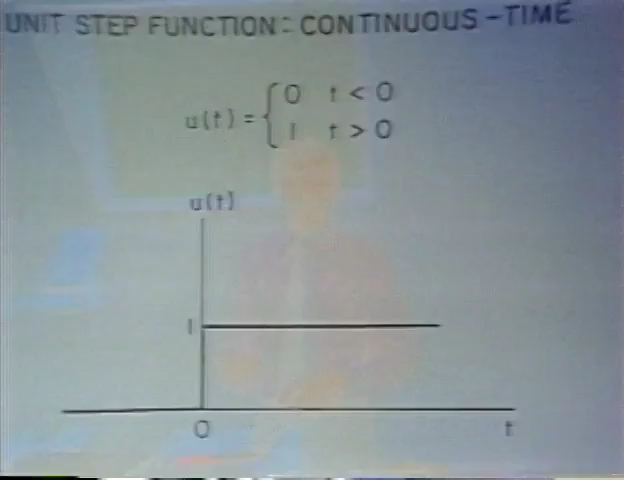 UNIT STEP FUNCTION: CONTINUOUS-TIME
u(t) = { 0 t < 0
1 t > 0
u(t)
1
0 t